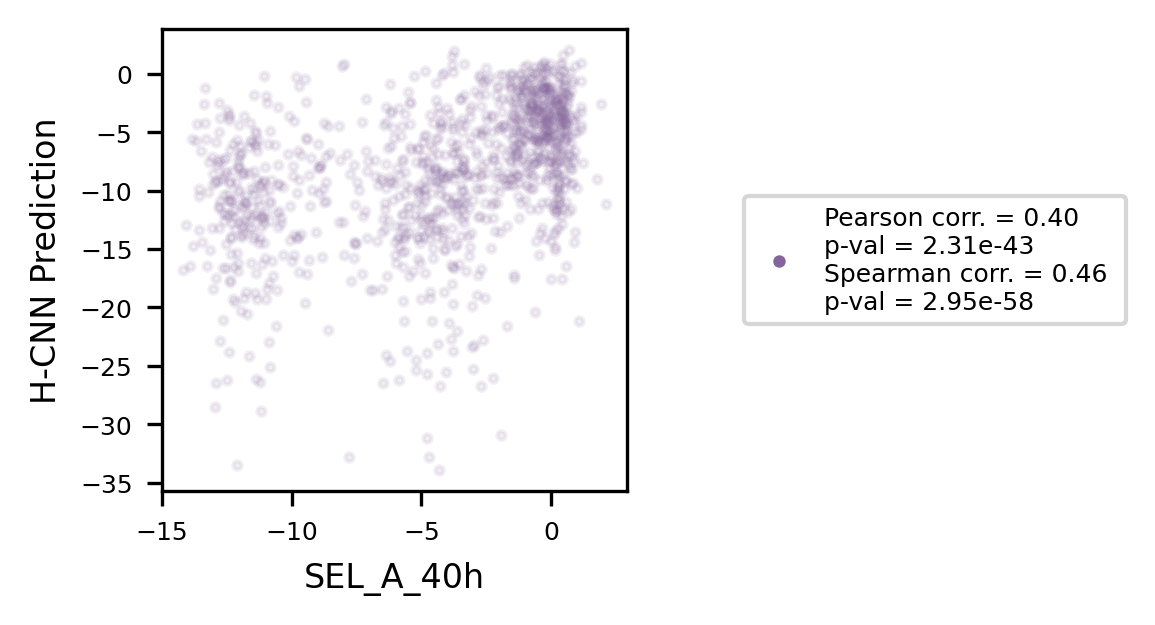 H-CNN Prediction
0
−5
−10
−15
−20
−25
−30
−35
−15
−10
−5
0
SEL_A_40h
Pearson corr. = 0.40
p-val = 2.31e-43
Spearman corr. = 0.46
p-val = 2.95e-58